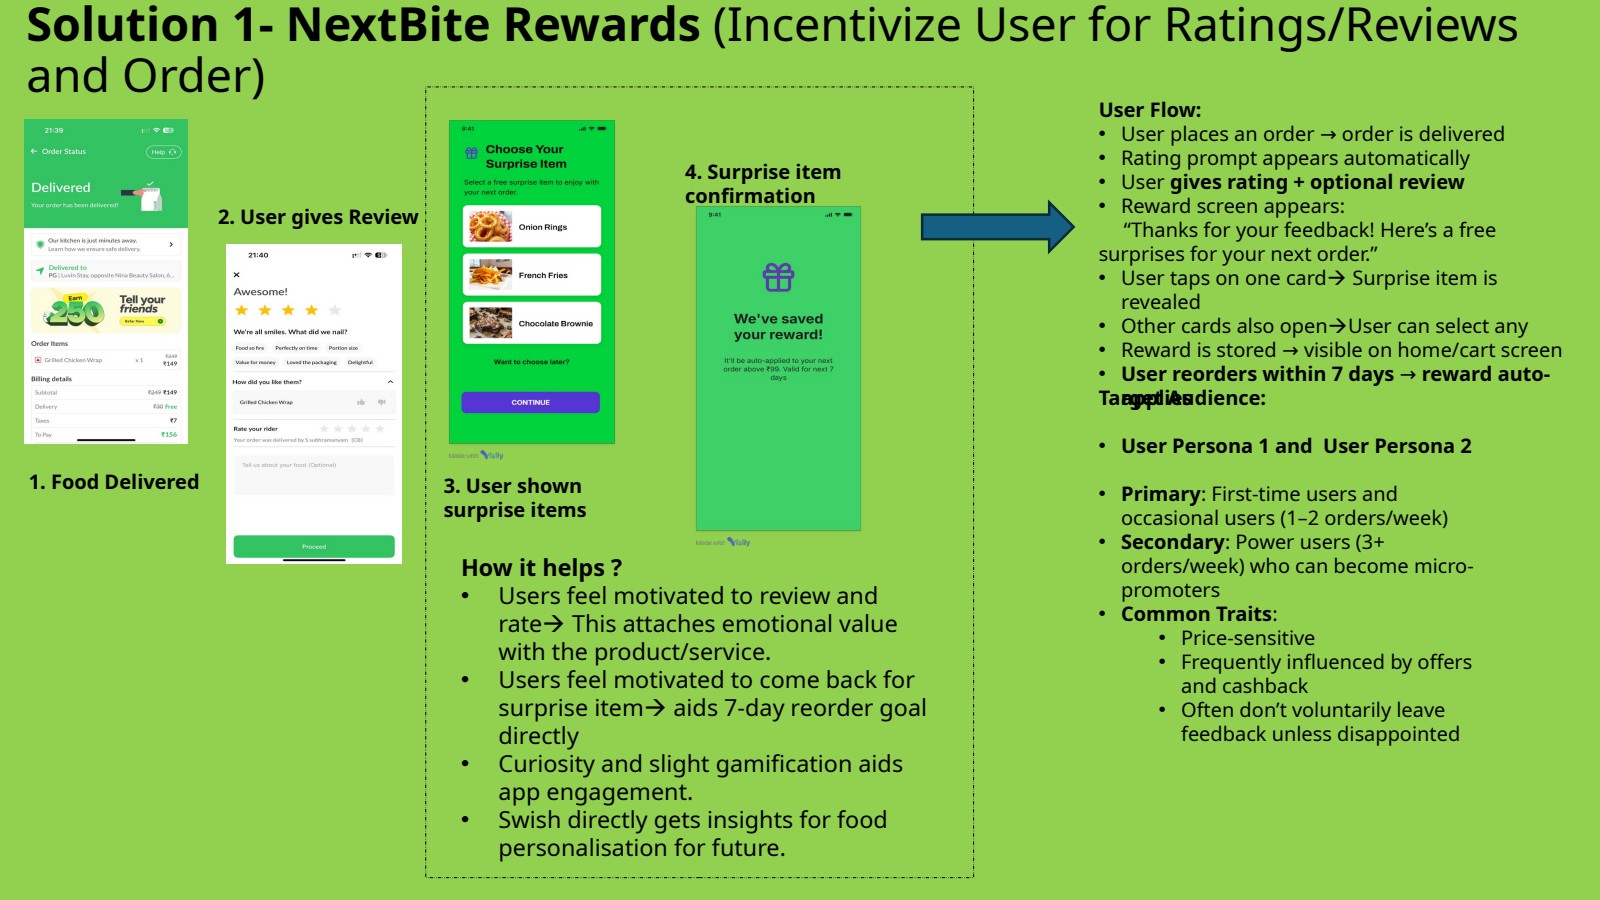 Solution 1- NextBite Rewards (Incentivize User for Ratings/Reviews
and Order)
21:39
Order Status
Help
Delivered
Your order has been delivered!
Our kitchen is just minutes away.
Learn how we ensure safe delivery.
Delivered to
PG | Luvin Stay, opposite Nina Beauty Salon, 6...
Earn
₹250
Tell your
friends
Refer Now
Order Items
Grilled Chicken Wrap x 1 ₹249
₹149
Billing details
Subtotal ₹249 ₹149
Delivery ₹30 Free
Taxes ₹7
To Pay ₹156
1. Food Delivered
2. User gives Review
21:40
Awesome!
We're all smiles. What did we nail?
Food so fire Perfectly on time Portion size
Value for money Loved the packaging Delightful
How did you like them?
Grilled Chicken Wrap
Rate your rider
Your order was delivered by S subhramanyam (CB)
Tell us about your food (Optional)
Proceed
9:41
Choose Your
Surprise Item
Select a free surprise item to enjoy with
your next order.
Onion Rings
French Fries
Chocolate Brownie
Want to choose later?
CONTINUE
Made with Visily
3. User shown
surprise items
4. Surprise item
confirmation
9:41
We've saved
your reward!
It'll be auto-applied to your next
order above ₹99. Valid for next 7
days
Made with Visily
How it helps ?
• Users feel motivated to review and
rate→ This attaches emotional value
with the product/service.
• Users feel motivated to come back for
surprise item→ aids 7-day reorder goal
directly
• Curiosity and slight gamification aids
app engagement.
• Swish directly gets insights for food
personalisation for future.
User Flow:
• User places an order → order is delivered
• Rating prompt appears automatically
• User gives rating + optional review
• Reward screen appears:
“Thanks for your feedback! Here’s a free
surprises for your next order.”
• User taps on one card→ Surprise item is
revealed
• Other cards also open→User can select any
• Reward is stored → visible on home/cart screen
• User reorders within 7 days → reward auto-
applies
Target Audience:
• User Persona 1 and User Persona 2
• Primary: First-time users and
occasional users (1–2 orders/week)
• Secondary: Power users (3+
orders/week) who can become micro-
promoters
• Common Traits:
• Price-sensitive
• Frequently influenced by offers
and cashback
• Often don’t voluntarily leave
feedback unless disappointed